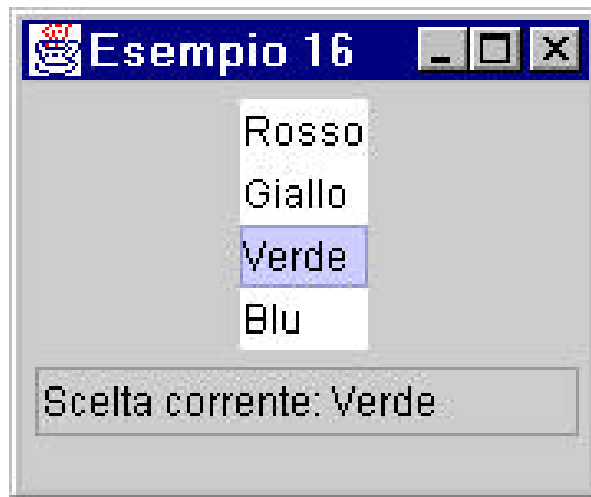 Esempio 16
Rosso
Giallo
Verde
Blu
Scelta corrente: Verde